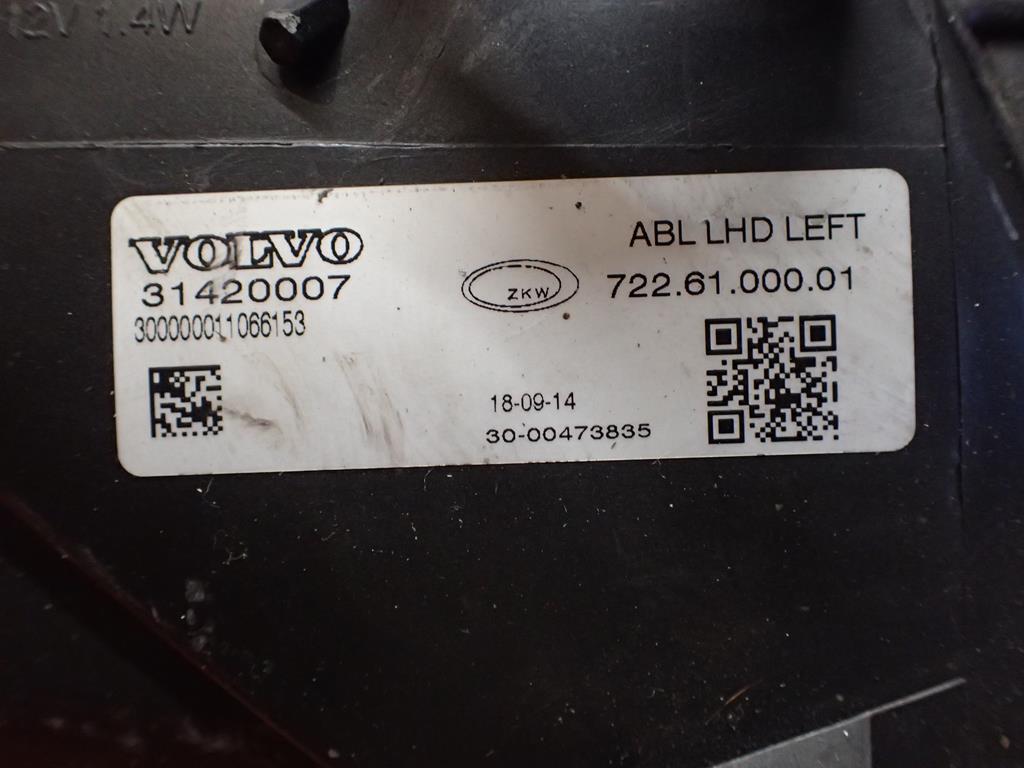 12V 1.4W
VOLVO
31420007
300000011066153
ABL LHD LEFT
ZKW
722.61.000.01
18-09-14
30-00473835